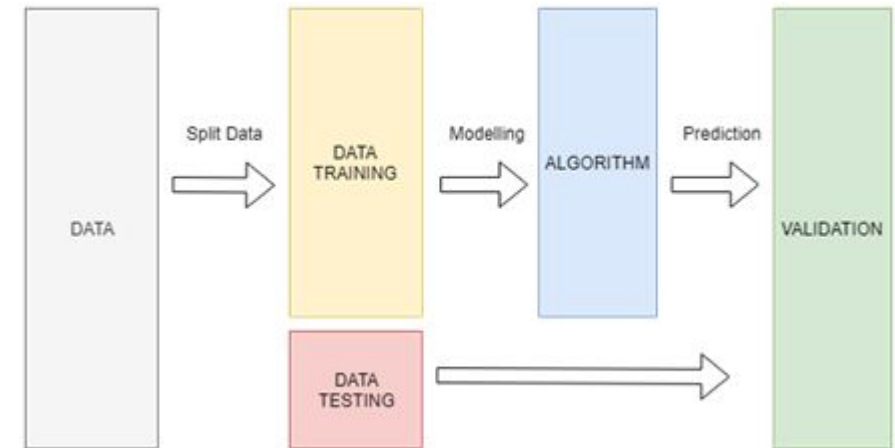 Split Data
Modelling
Prediction
DATA
DATA
TRAINING
ALGORITHM
VALIDATION
DATA
TESTING